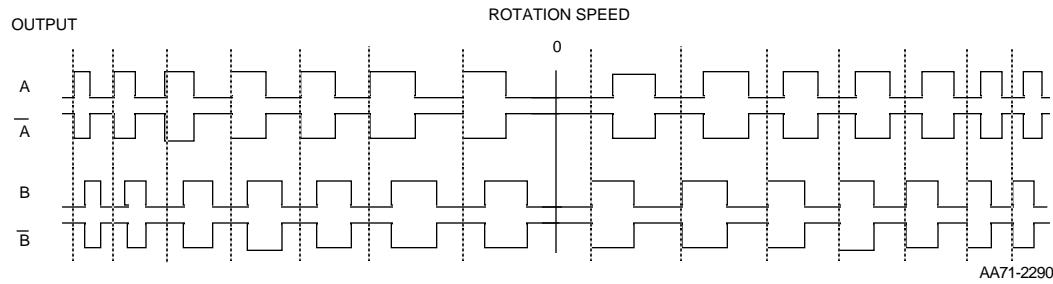 ROTATION SPEED
OUTPUT
0
A
A̅
B
B̅
AA71-2290